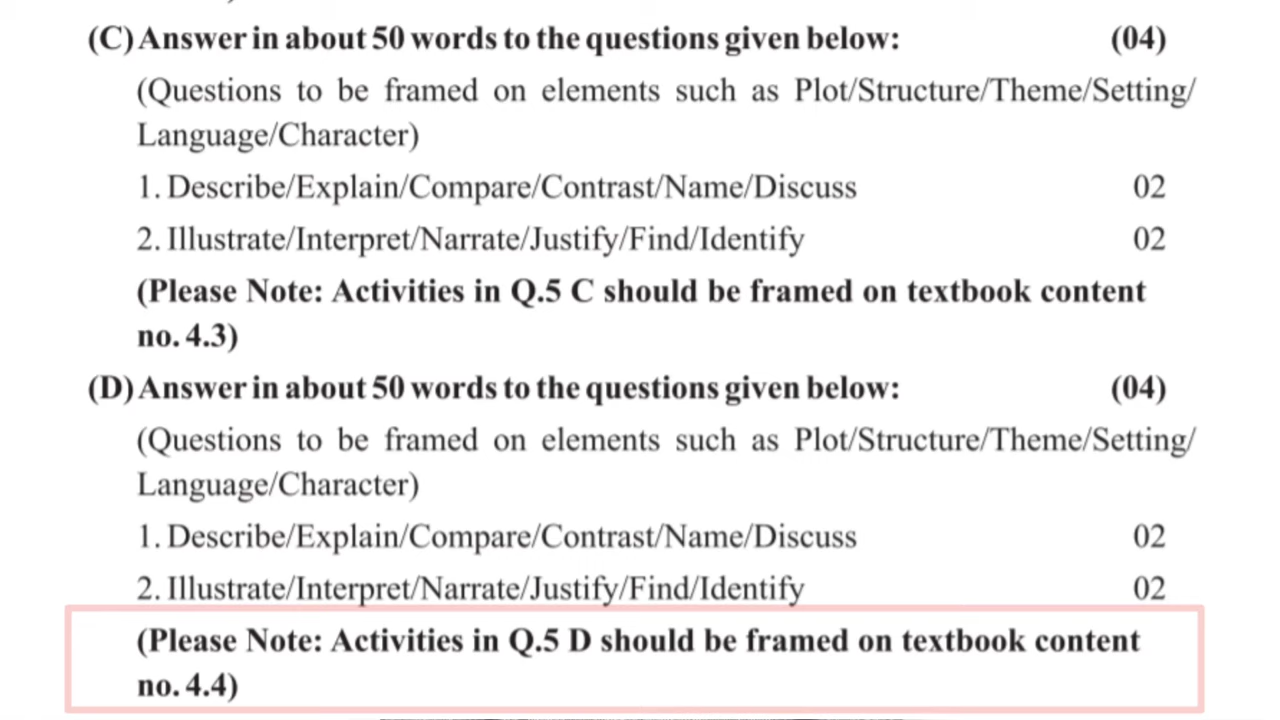 (C) Answer in about 50 words to the questions given below: (04)
(Questions to be framed on elements such as Plot/Structure/Theme/Setting/
Language/Character)
1. Describe/Explain/Compare/Contrast/Name/Discuss 02
2. Illustrate/Interpret/Narrate/Justify/Find/Identify 02
(Please Note: Activities in Q.5 C should be framed on textbook content
no. 4.3)
(D) Answer in about 50 words to the questions given below: (04)
(Questions to be framed on elements such as Plot/Structure/Theme/Setting/
Language/Character)
1. Describe/Explain/Compare/Contrast/Name/Discuss 02
2. Illustrate/Interpret/Narrate/Justify/Find/Identify 02
(Please Note: Activities in Q.5 D should be framed on textbook content
no. 4.4)